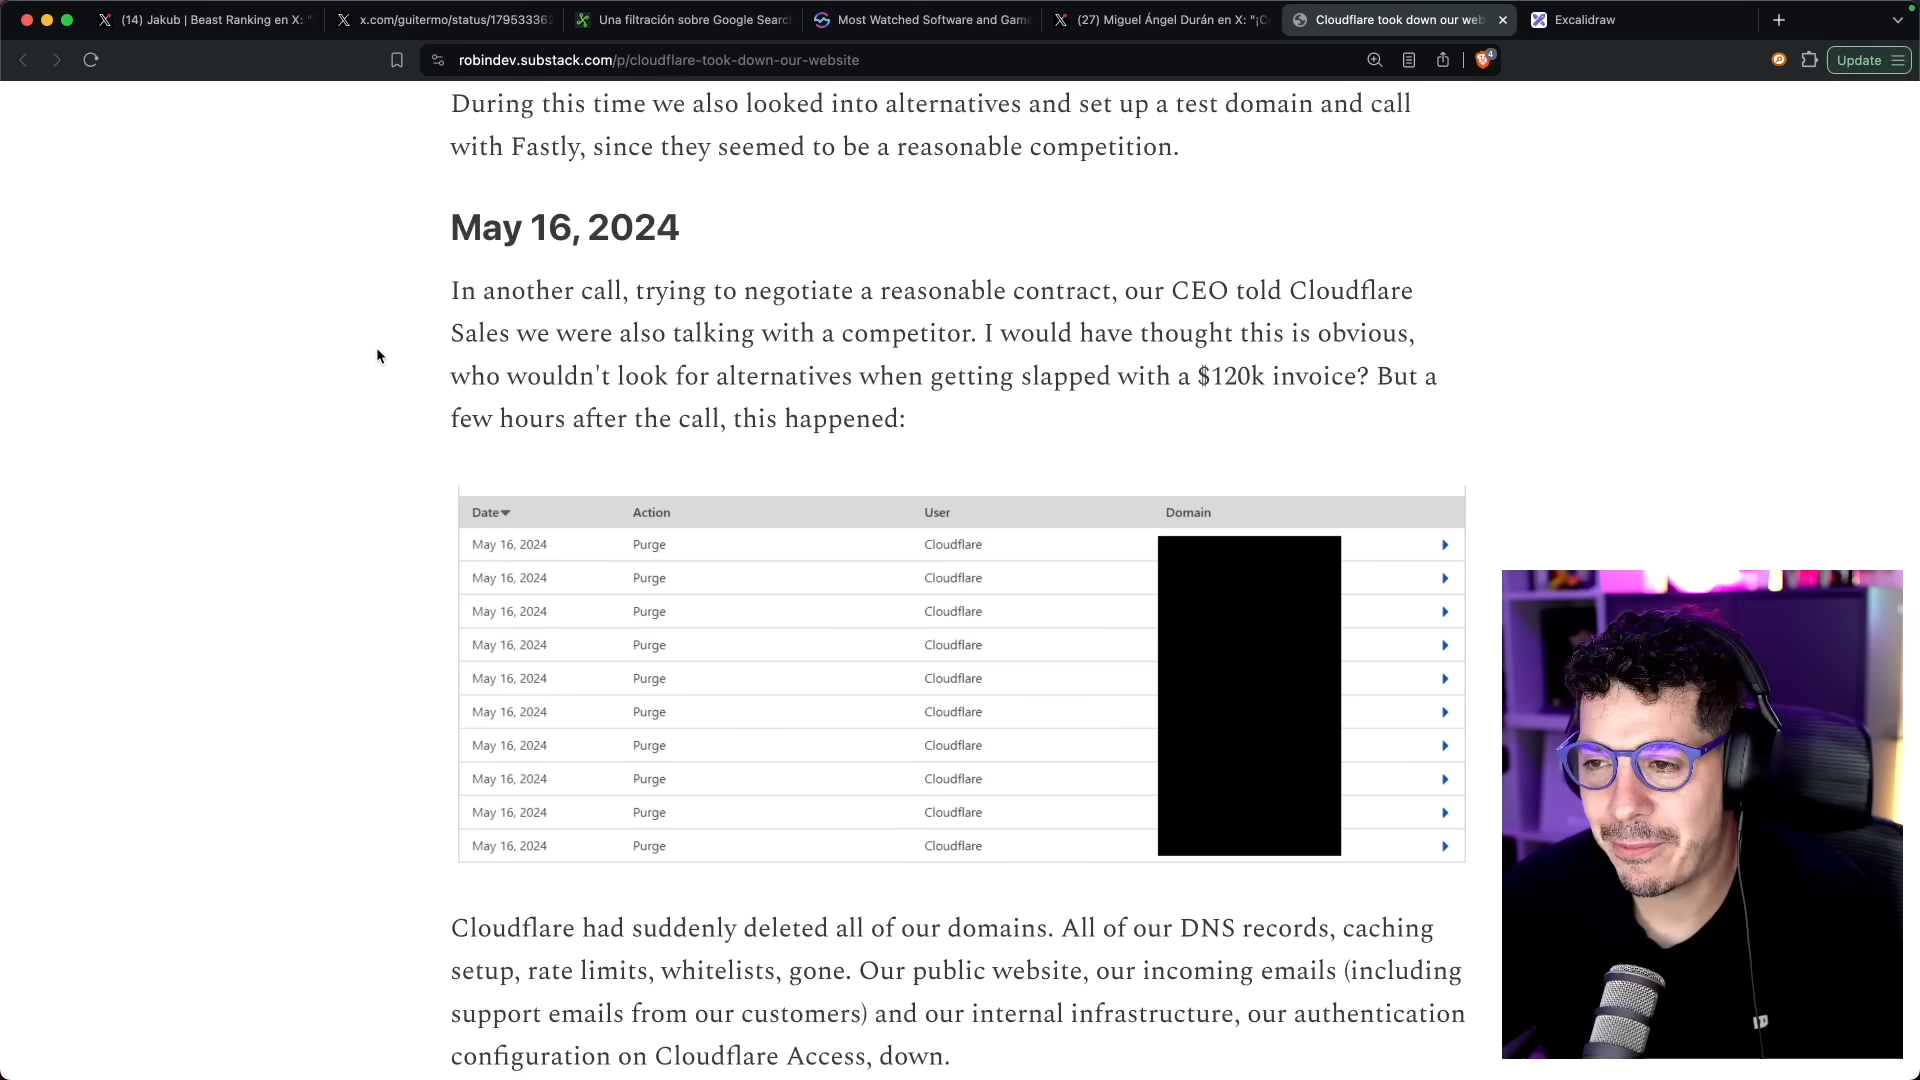 (14) Jakub | Beast Ranking en X: "
x.com/guitermo/status/179533362
Una filtración sobre Google Searc
Most Watched Software and Game
(27) Miguel Ángel Durán en X: "¡C
Cloudflare took down our web
Excalidraw
robindev.substack.com/p/cloudflare-took-down-our-website
4
Update
During this time we also looked into alternatives and set up a test domain and call
with Fastly, since they seemed to be a reasonable competition.
May 16, 2024
In another call, trying to negotiate a reasonable contract, our CEO told Cloudflare
Sales we were also talking with a competitor. I would have thought this is obvious,
who wouldn't look for alternatives when getting slapped with a $120k invoice? But a
few hours after the call, this happened:
Date Action User Domain
May 16, 2024 Purge Cloudflare
May 16, 2024 Purge Cloudflare
May 16, 2024 Purge Cloudflare
May 16, 2024 Purge Cloudflare
May 16, 2024 Purge Cloudflare
May 16, 2024 Purge Cloudflare
May 16, 2024 Purge Cloudflare
May 16, 2024 Purge Cloudflare
May 16, 2024 Purge Cloudflare
May 16, 2024 Purge Cloudflare
Cloudflare had suddenly deleted all of our domains. All of our DNS records, caching
setup, rate limits, whitelists, gone. Our public website, our incoming emails (including
support emails from our customers) and our internal infrastructure, our authentication
configuration on Cloudflare Access, down.